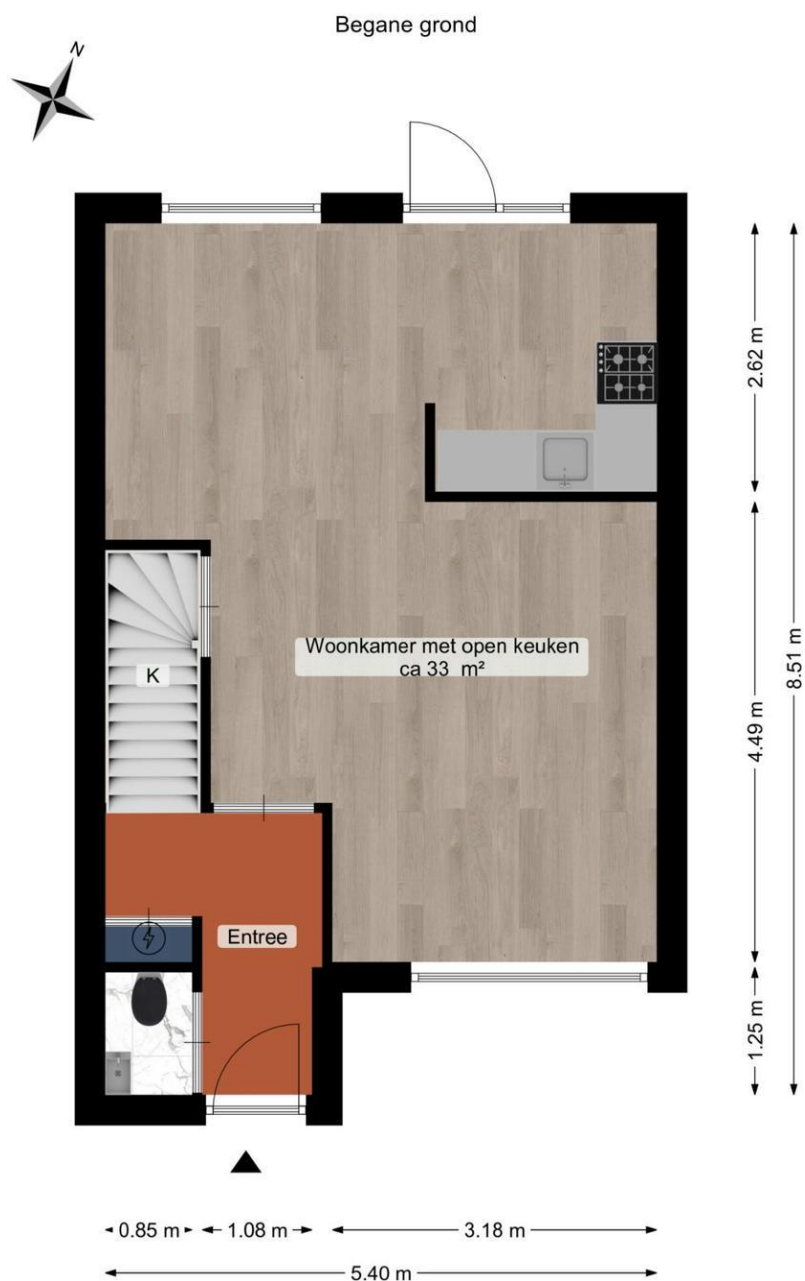 Begane grond
N
2.62 m
Woonkamer met open keuken
ca 33 m²
8.51 m
K
4.49 m
Entree
1.25 m
0.85 m
1.08 m
3.18 m
5.40 m